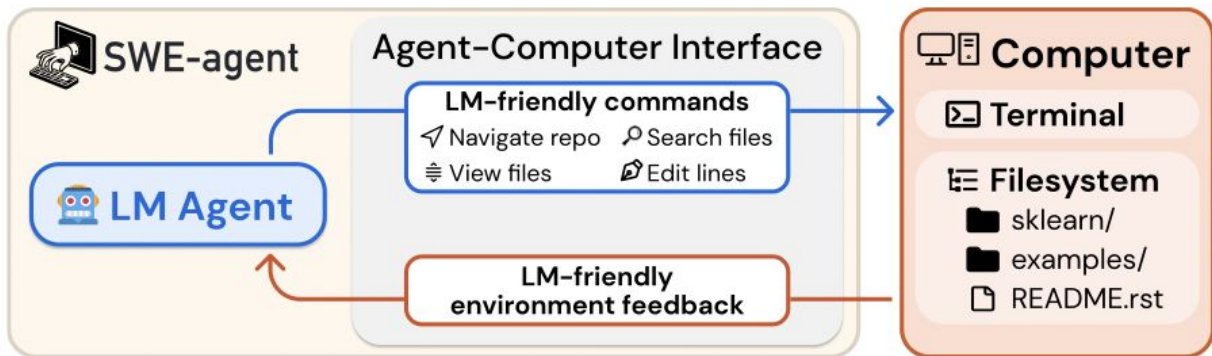 SWE-agent
Agent-Computer Interface
LM-friendly commands
Navigate repo
Search files
View files
Edit lines
LM Agent
LM-friendly
environment feedback
Computer
Terminal
Filesystem
sklearn/
examples/
README.rst